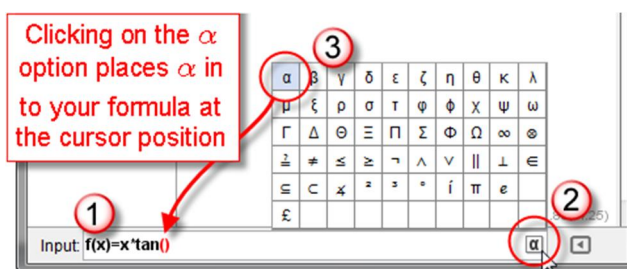 Clicking on the α
option places α in
to your formula at
the cursor position
3
α β γ δ ε ζ η θ κ λ
μ ξ ρ σ τ φ ϕ χ ψ ω
Γ Δ Θ Ξ Π Σ Φ Ω ∞ ⊗
≟ ≠ ≤ ≥ ¬ ∧ ∨ ∥ ⊥ ∈
⊆ ⊂ ∡ ² ³ ° í π e
£
1
2
25)
Input: f(x)=x*tan()
α